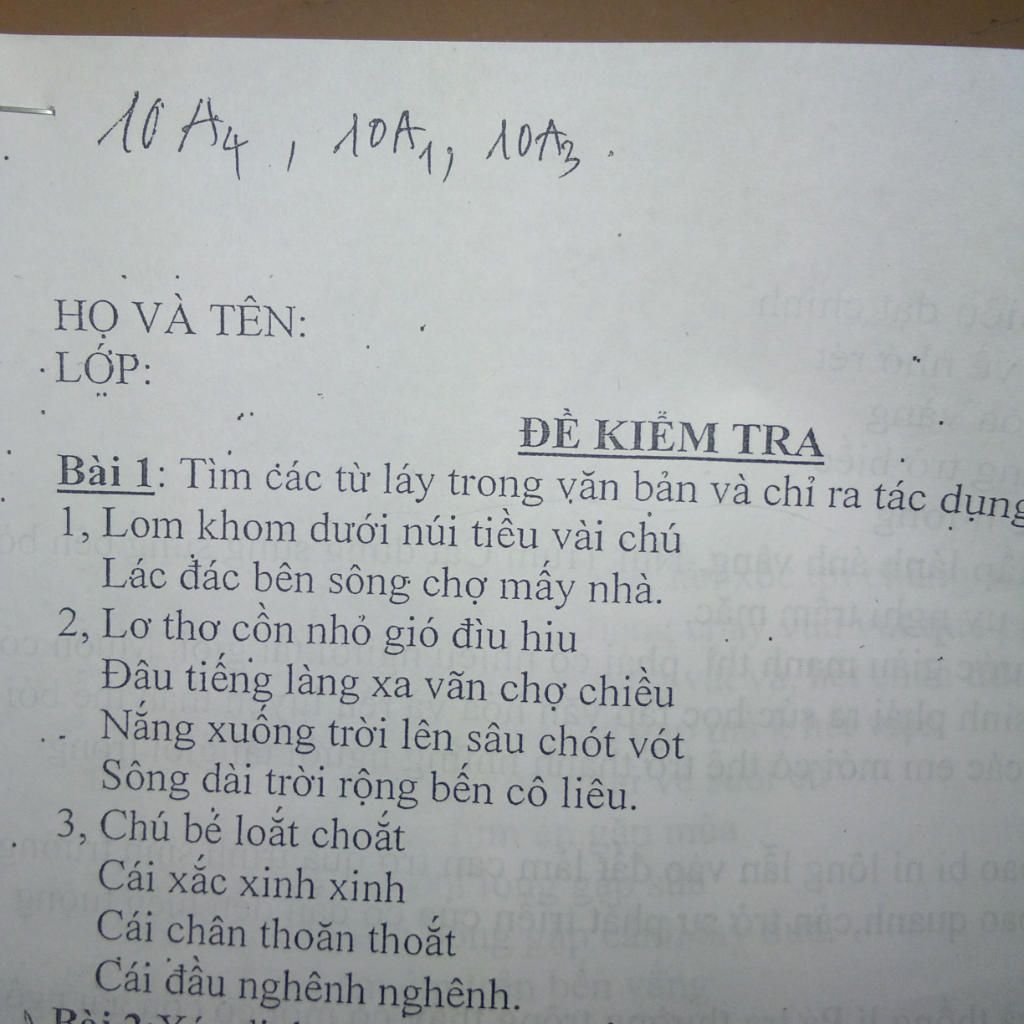 10A4, 10A1, 10A3.
HỌ VÀ TÊN:
LỚP:
ĐỀ KIỂM TRA
Bài 1: Tìm các từ láy trong văn bản và chỉ ra tác dụng
1, Lom khom dưới núi tiều vài chú
Lác đác bên sông chợ mấy nhà.
2, Lơ thơ cồn nhỏ gió đìu hiu
Đâu tiếng làng xa vãn chợ chiều
Nắng xuống trời lên sâu chót vót
Sông dài trời rộng bến cô liêu.
3, Chú bé loắt choắt
Cái xắc xinh xinh
Cái chân thoăn thoắt
Cái đầu nghênh nghênh.